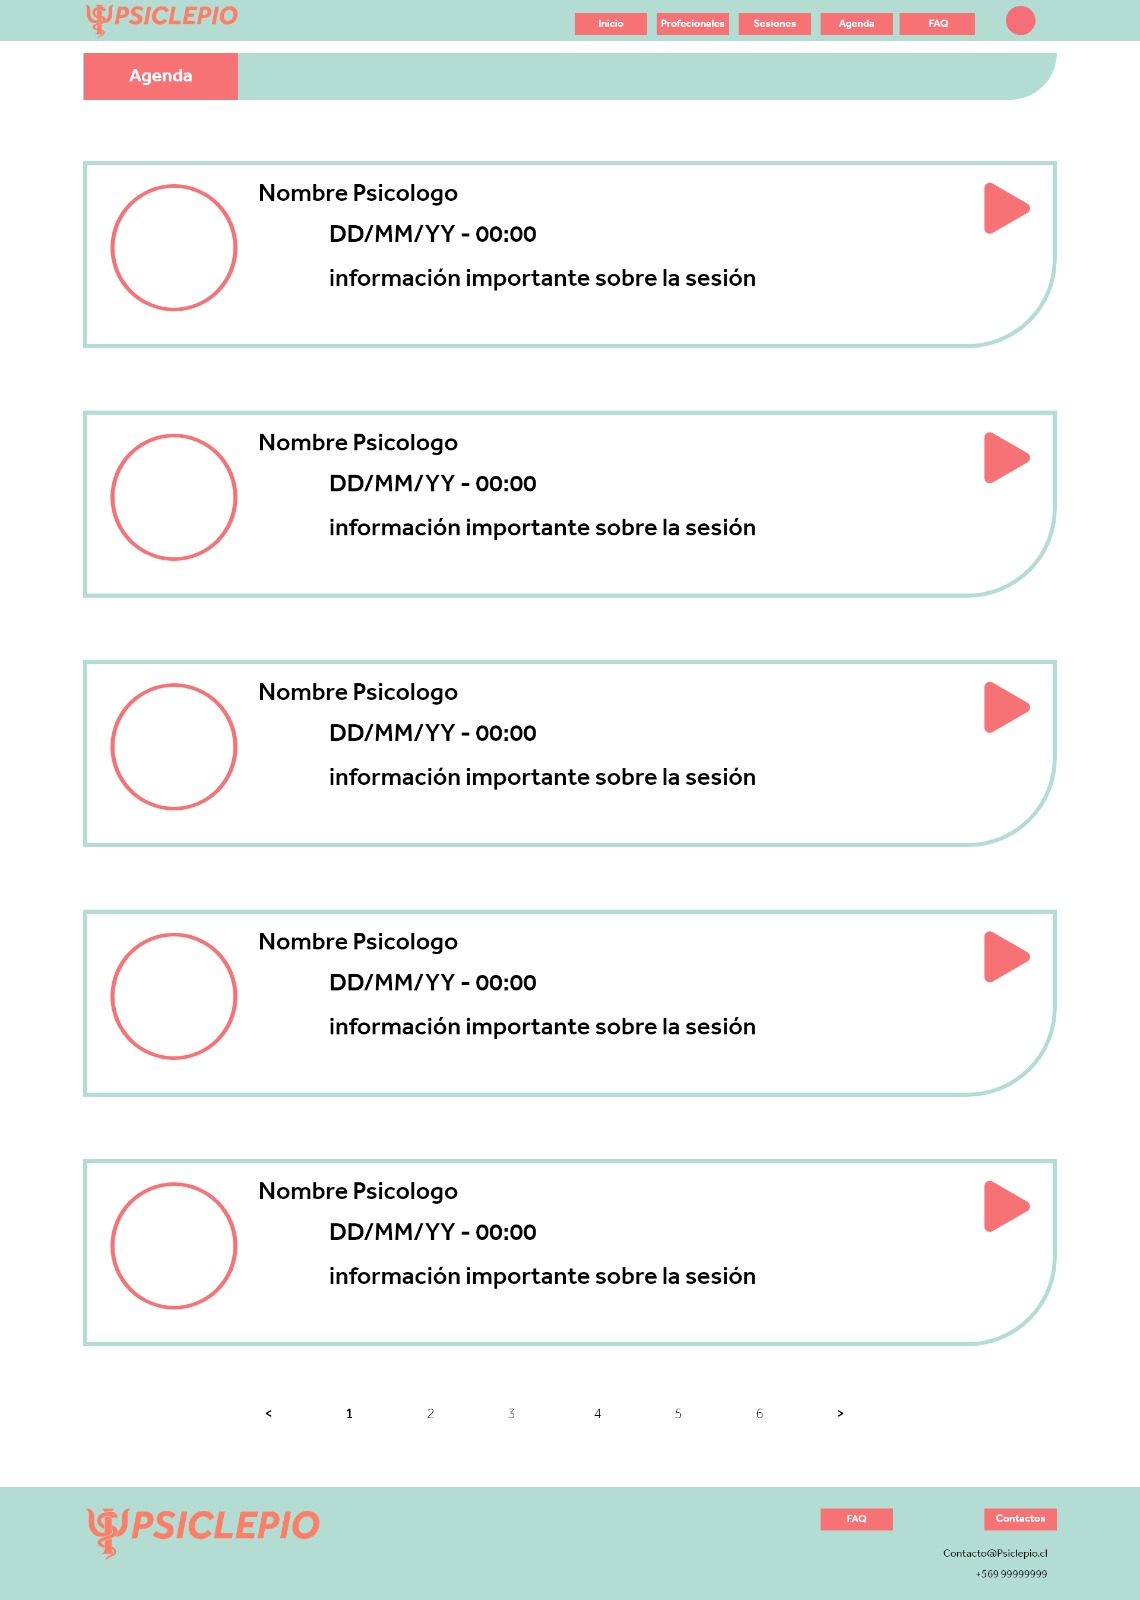 PSICLEPIO
Inicio
Profecionales
Sesiones
Agenda
FAQ
Agenda
Nombre Psicologo
DD/MM/YY - 00:00
información importante sobre la sesión
Nombre Psicologo
DD/MM/YY - 00:00
información importante sobre la sesión
Nombre Psicologo
DD/MM/YY - 00:00
información importante sobre la sesión
Nombre Psicologo
DD/MM/YY - 00:00
información importante sobre la sesión
Nombre Psicologo
DD/MM/YY - 00:00
información importante sobre la sesión
< 1 2 3 4 5 6 >
PSICLEPIO
FAQ
Contactos
Contacto@Psiclepio.cl
+569 99999999